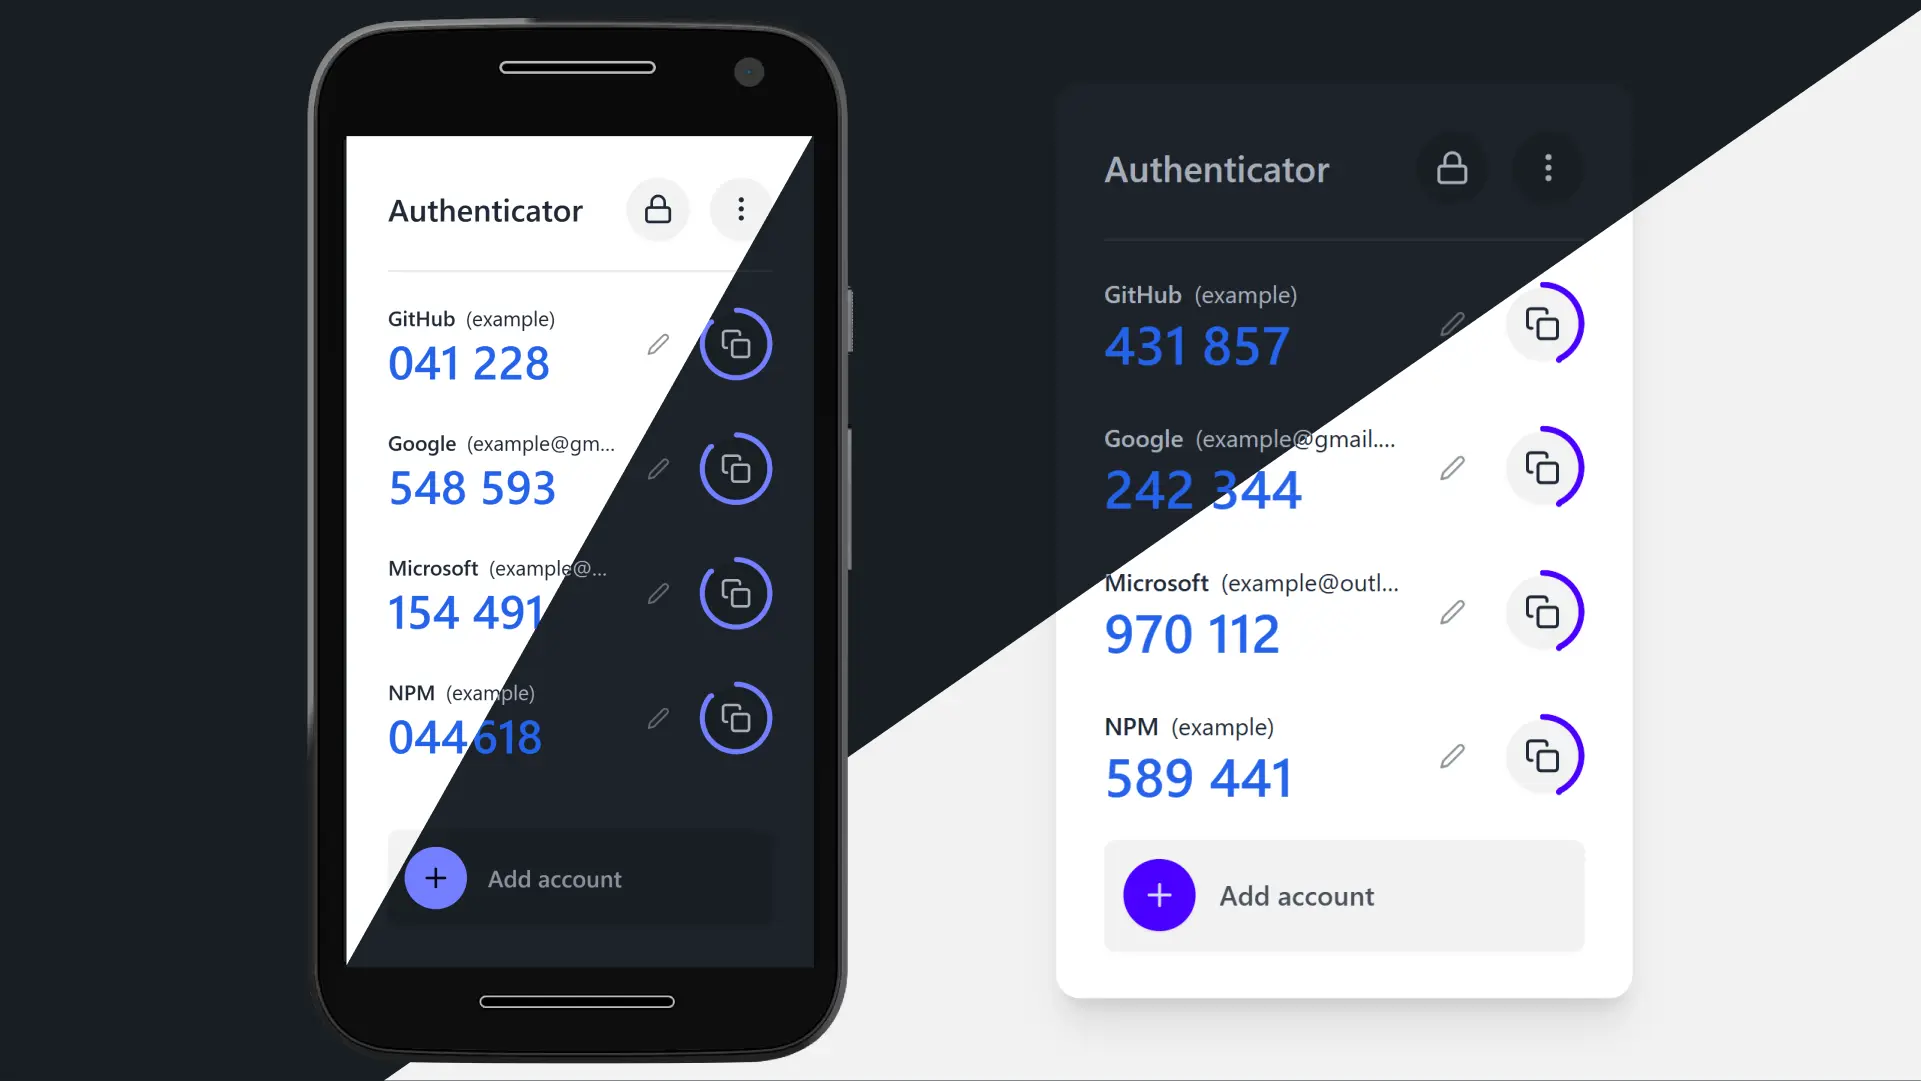 Authenticator
GitHub (example)
041 228
Google (example@gm...
548 593
Microsoft (example@...
154 491
NPM (example)
044 618
Add account
Authenticator
GitHub (example)
431 857
Google (example@gmail....
242 344
Microsoft (example@outl...
970 112
NPM (example)
589 441
Add account